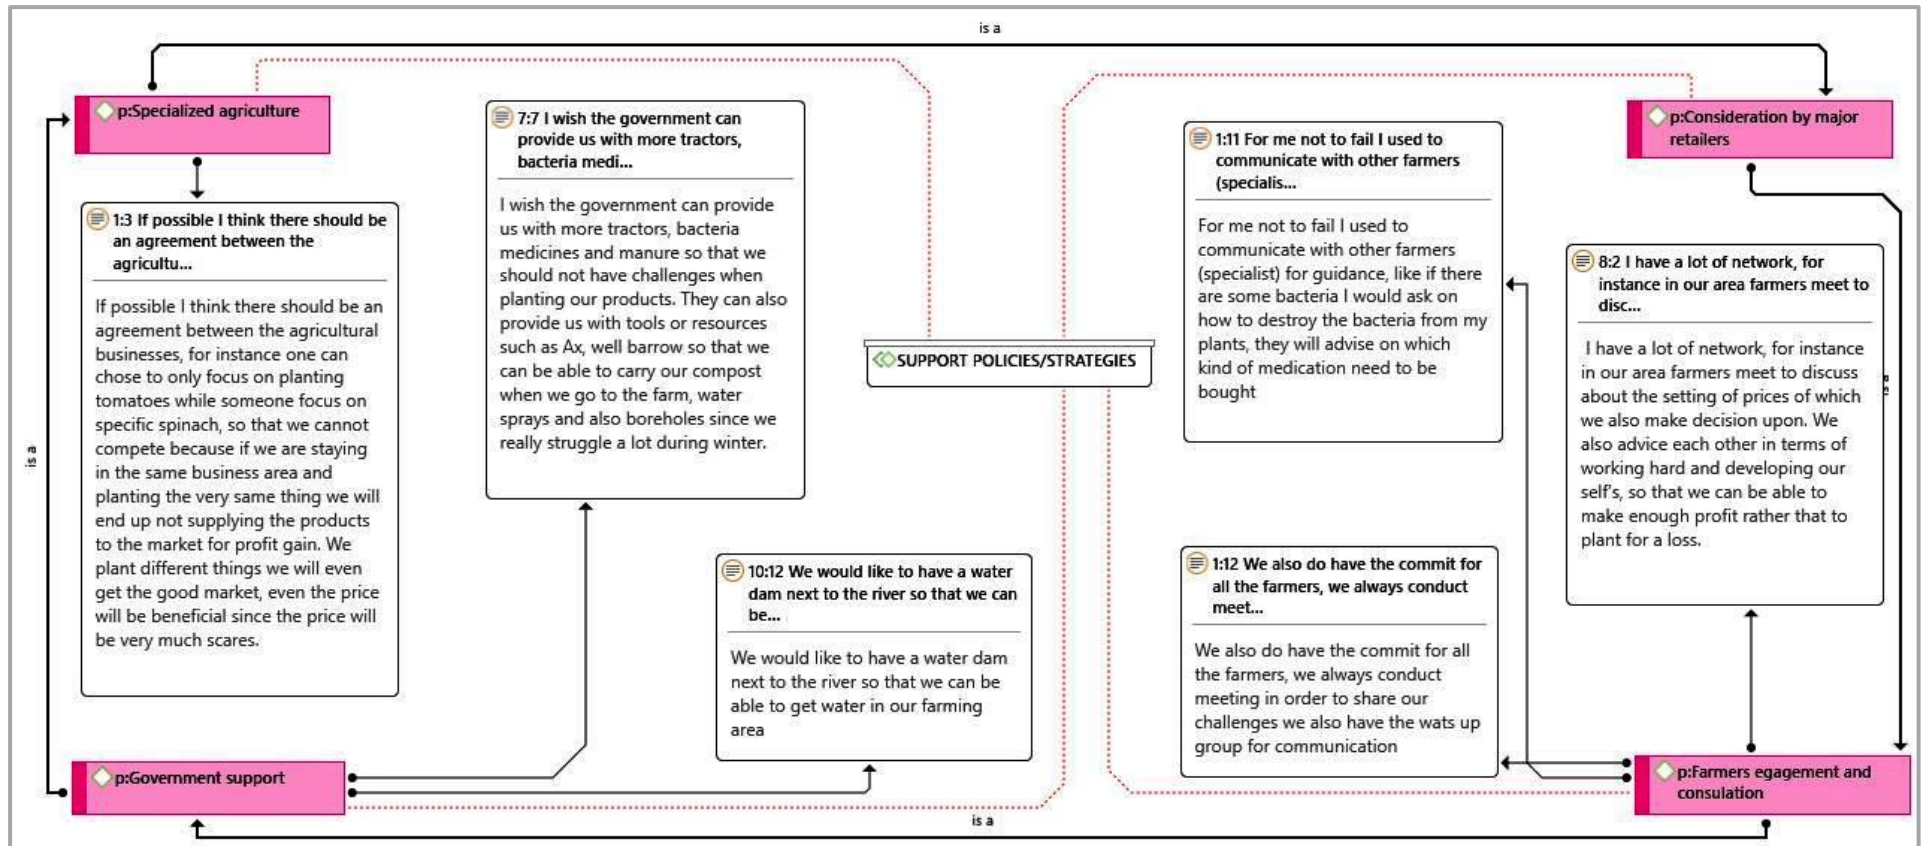 is a
p:Specialized agriculture
1:3 If possible I think there should be
an agreement between the
agricultu...
If possible I think there should be an
agreement between the agricultural
businesses, for instance one can
chose to only focus on planting
tomatoes while someone focus on
specific spinach, so that we cannot
compete because if we are staying
in the same business area and
planting the very same thing we will
end up not supplying the products
to the market for profit gain. We
plant different things we will even
get the good market, even the price
will be beneficial since the price will
be very much scares.
is a
p:Government support
7:7 I wish the government can
provide us with more tractors,
bacteria medi...
I wish the government can provide
us with more tractors, bacteria
medicines and manure so that we
should not have challenges when
planting our products. They can also
provide us with tools or resources
such as Ax, well barrow so that we
can be able to carry our compost
when we go to the farm, water
sprays and also boreholes since we
really struggle a lot during winter.
10:12 We would like to have a water
dam next to the river so that we can
be...
We would like to have a water dam
next to the river so that we can be
able to get water in our farming
area
SUPPORT POLICIES/STRATEGIES
1:11 For me not to fail I used to
communicate with other farmers
(specialis...
For me not to fail I used to
communicate with other farmers
(specialist) for guidance, like if there
are some bacteria I would ask on
how to destroy the bacteria from my
plants, they will advise on which
kind of medication need to be
bought
1:12 We also do have the commit for
all the farmers, we always conduct
meet...
We also do have the commit for all
the farmers, we always conduct
meeting in order to share our
challenges we also have the wats up
group for communication
p:Consideration by major
retailers
8:2 I have a lot of network, for
instance in our area farmers meet to
disc...
I have a lot of network, for instance
in our area farmers meet to discuss
about the setting of prices of which
we also make decision upon. We
also advice each other in terms of
working hard and developing our
self's, so that we can be able to
make enough profit rather that to
plant for a loss.
p:Farmers egagement and
consulation
is a